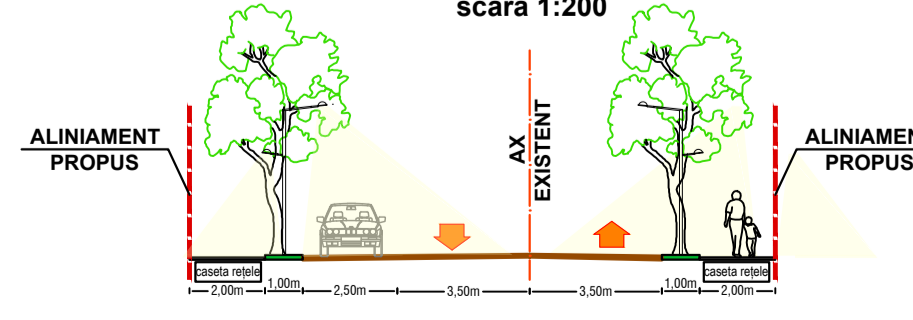 scara 1:200
ALINIAMENT
PROPUS
AX
EXISTENT
ALINIAMEN
PROPUS
caseta rețele
caseta rețele
2,00m 1,00m 2,50m 3,50m 3,50m 1,00m 2,00m